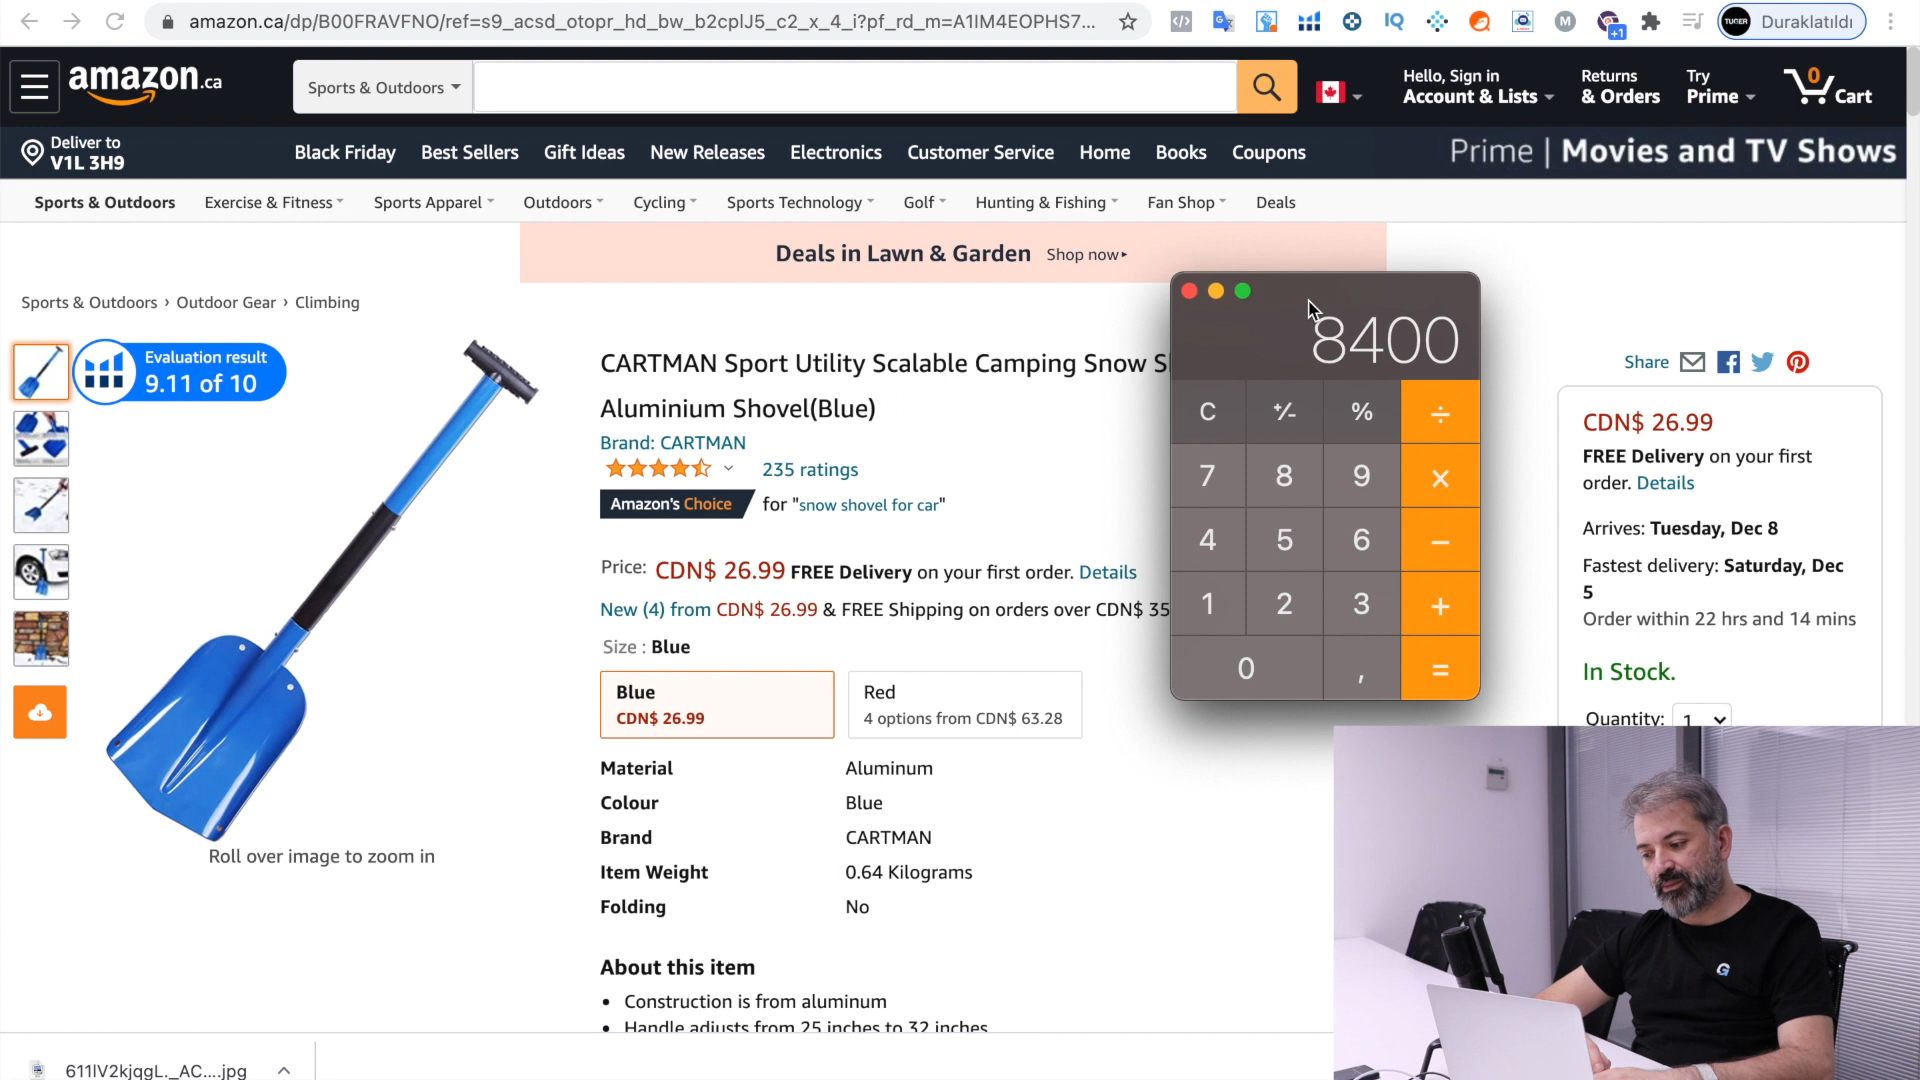 amazon.ca/dp/B00FRAVFNO/ref=s9_acsd_otopr_hd_bw_b2cpIJ5_c2_x_4_i?pf_rd_m=A1IM4EOPHS7...
IQ
M
+1
TUNER
Duraklatıldı
amazon.ca
Sports & Outdoors
Hello, Sign in
Account & Lists
Returns
& Orders
Try
Prime
0
Cart
Deliver to
V1L 3H9
Black Friday
Best Sellers
Gift Ideas
New Releases
Electronics
Customer Service
Home
Books
Coupons
Prime | Movies and TV Shows
Sports & Outdoors
Exercise & Fitness
Sports Apparel
Outdoors
Cycling
Sports Technology
Golf
Hunting & Fishing
Fan Shop
Deals
Deals in Lawn & Garden Shop now
Sports & Outdoors › Outdoor Gear › Climbing
Evaluation result
9.11 of 10
Roll over image to zoom in
CARTMAN Sport Utility Scalable Camping Snow S
Aluminium Shovel(Blue)
Brand: CARTMAN
235 ratings
Amazon's Choice for "snow shovel for car"
Price: CDN$ 26.99 FREE Delivery on your first order. Details
New (4) from CDN$ 26.99 & FREE Shipping on orders over CDN$ 35
Size : Blue
Blue
CDN$ 26.99
Red
4 options from CDN$ 63.28
Material Aluminum
Colour Blue
Brand CARTMAN
Item Weight 0.64 Kilograms
Folding No
About this item
• Construction is from aluminum
• Handle adjusts from 25 inches to 32 inches
8400
C +/- % ÷
7 8 9 ×
4 5 6 −
1 2 3 +
0 , =
Share
CDN$ 26.99
FREE Delivery on your first
order. Details
Arrives: Tuesday, Dec 8
Fastest delivery: Saturday, Dec
5
Order within 22 hrs and 14 mins
In Stock.
Quantity: 1
611lV2kjqgL._AC....jpg